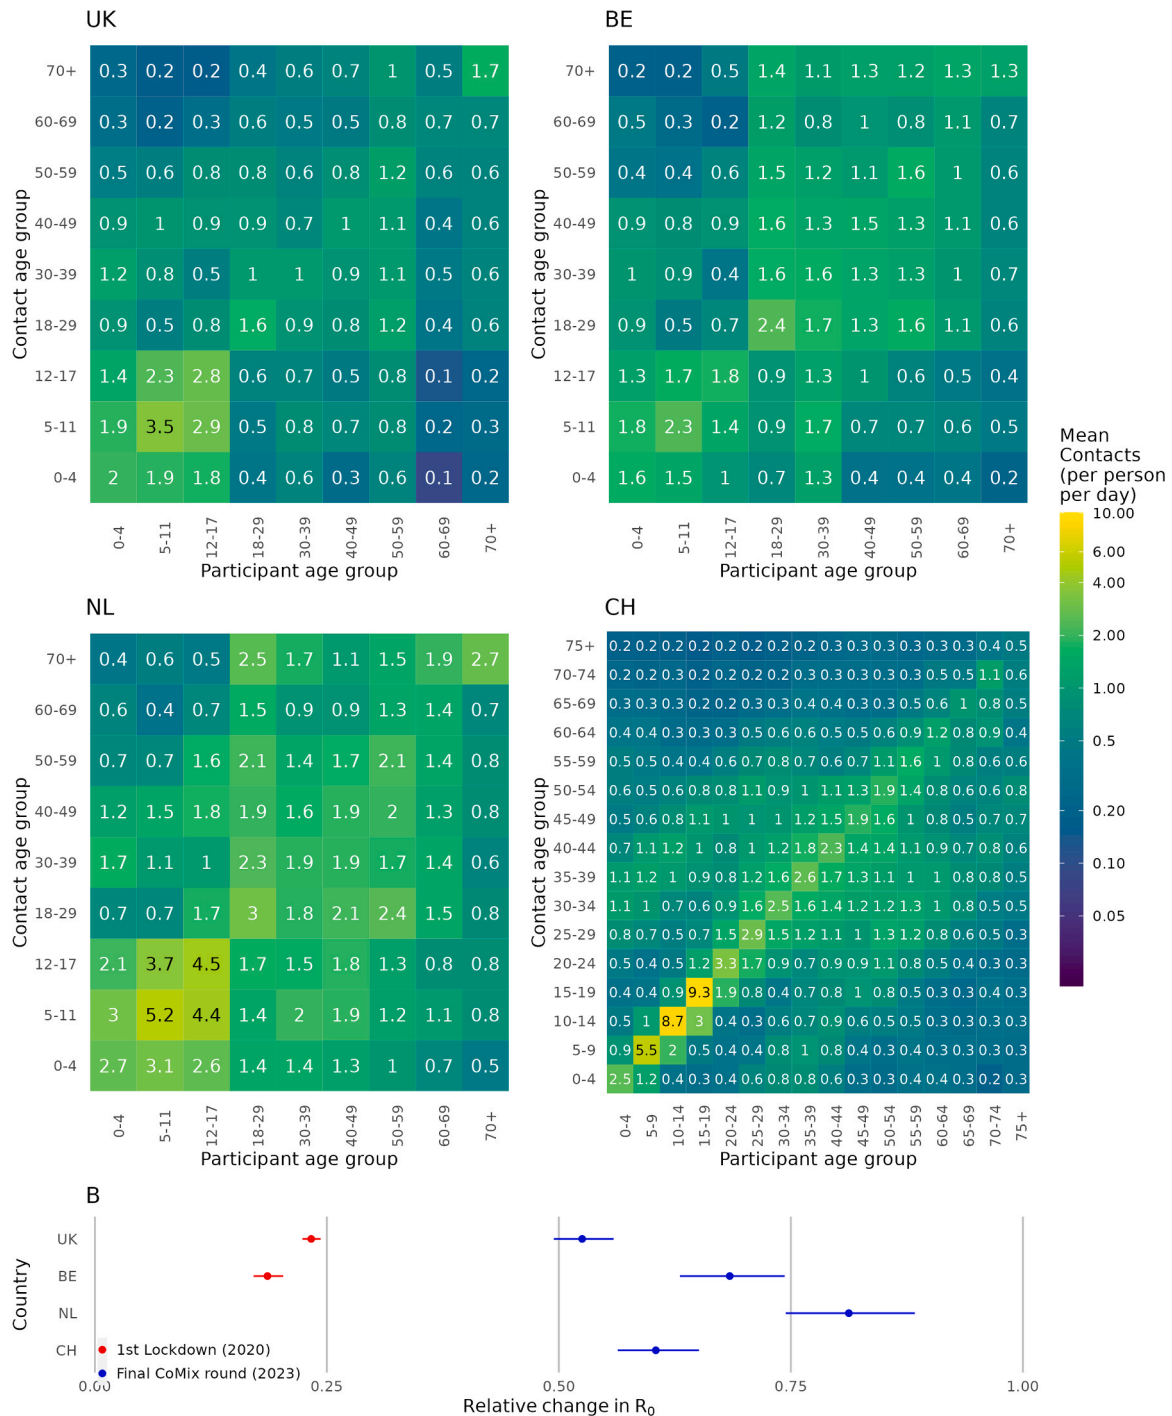 UK
70+ 0.3 0.2 0.2 0.4 0.6 0.7 1 0.5 1.7
60-69 0.3 0.2 0.3 0.6 0.5 0.5 0.8 0.7 0.7
50-59 0.5 0.6 0.8 0.8 0.6 0.8 1.2 0.6 0.6
40-49 0.9 1 0.9 0.9 0.7 1 1.1 0.4 0.6
30-39 1.2 0.8 0.5 1 1 0.9 1.1 0.5 0.6
18-29 0.9 0.5 0.8 1.6 0.9 0.8 1.2 0.4 0.6
12-17 1.4 2.3 2.8 0.6 0.7 0.5 0.8 0.1 0.2
5-11 1.9 3.5 2.9 0.5 0.8 0.7 0.8 0.2 0.3
0-4 2 1.9 1.8 0.4 0.6 0.3 0.6 0.1 0.2
Contact age group
0-4 5-11 12-17 18-29 30-39 40-49 50-59 60-69 70+
Participant age group
BE
70+ 0.2 0.2 0.5 1.4 1.1 1.3 1.2 1.3 1.3
60-69 0.5 0.3 0.2 1.2 0.8 1 0.8 1.1 0.7
50-59 0.4 0.4 0.6 1.5 1.2 1.1 1.6 1 0.6
40-49 0.9 0.8 0.9 1.6 1.3 1.5 1.3 1.1 0.6
30-39 1 0.9 0.4 1.6 1.6 1.3 1.3 1 0.7
18-29 0.9 0.5 0.7 2.4 1.7 1.3 1.6 1.1 0.6
12-17 1.3 1.7 1.8 0.9 1.3 1 0.6 0.5 0.4
5-11 1.8 2.3 1.4 0.9 1.7 0.7 0.7 0.6 0.5
0-4 1.6 1.5 1 0.7 1.3 0.4 0.4 0.4 0.2
Contact age group
0-4 5-11 12-17 18-29 30-39 40-49 50-59 60-69 70+
Participant age group
Mean
Contacts
(per person
per day)
10.00
6.00
4.00
2.00
1.00
0.5
0.20
0.10
0.05
NL
70+ 0.4 0.6 0.5 2.5 1.7 1.1 1.5 1.9 2.7
60-69 0.6 0.4 0.7 1.5 0.9 0.9 1.3 1.4 0.7
50-59 0.7 0.7 1.6 2.1 1.4 1.7 2.1 1.4 0.8
40-49 1.2 1.5 1.8 1.9 1.6 1.9 2 1.3 0.8
30-39 1.7 1.1 1 2.3 1.9 1.9 1.7 1.4 0.6
18-29 0.7 0.7 1.7 3 1.8 2.1 2.4 1.5 0.8
12-17 2.1 3.7 4.5 1.7 1.5 1.8 1.3 0.8 0.8
5-11 3 5.2 4.4 1.4 2 1.9 1.2 1.1 0.8
0-4 2.7 3.1 2.6 1.4 1.4 1.3 1 0.7 0.5
Contact age group
0-4 5-11 12-17 18-29 30-39 40-49 50-59 60-69 70+
Participant age group
CH
75+ 0.2 0.2 0.2 0.2 0.2 0.2 0.2 0.3 0.3 0.3 0.3 0.3 0.3 0.3 0.4 0.5
70-74 0.2 0.2 0.3 0.2 0.2 0.2 0.2 0.3 0.3 0.3 0.3 0.3 0.5 0.5 1.1 0.6
65-69 0.3 0.3 0.3 0.2 0.2 0.3 0.3 0.4 0.4 0.3 0.3 0.5 0.6 1 0.8 0.5
60-64 0.4 0.4 0.3 0.3 0.3 0.5 0.6 0.6 0.5 0.5 0.6 0.9 1.2 0.8 0.9 0.4
55-59 0.5 0.5 0.4 0.4 0.6 0.7 0.8 0.7 0.6 0.7 1.1 1.6 1 0.8 0.6 0.6
50-54 0.6 0.5 0.6 0.8 0.8 1.1 0.9 1 1.1 1.3 1.9 1.4 0.8 0.6 0.6 0.8
45-49 0.5 0.6 0.8 1.1 1 1 1 1.2 1.5 1.9 1.6 1 0.8 0.5 0.7 0.7
40-44 0.7 1.1 1.2 1 0.8 1 1.2 1.8 2.3 1.4 1.4 1.1 0.9 0.7 0.8 0.6
35-39 1.1 1.2 1 0.9 0.8 1.2 1.6 2.6 1.7 1.3 1.1 1 1 0.8 0.8 0.5
30-34 1.1 1 0.7 0.6 0.9 1.6 2.5 1.6 1.4 1.2 1.2 1.3 1 0.8 0.5 0.5
25-29 0.8 0.7 0.5 0.7 1.5 2.9 1.5 1.2 1.1 1 1.3 1.2 0.8 0.6 0.5 0.3
20-24 0.5 0.4 0.5 1.2 3.3 1.7 0.9 0.7 0.8 0.9 1.1 0.8 0.5 0.4 0.3 0.3
15-19 0.4 0.4 0.9 9.3 1.9 0.8 0.4 0.7 0.8 1 0.8 0.5 0.3 0.3 0.4 0.3
10-14 0.5 1 8.7 3 0.4 0.3 0.6 0.7 0.9 0.6 0.5 0.5 0.3 0.3 0.3 0.3
5-9 0.9 5.5 2 0.5 0.4 0.4 0.8 1 0.8 0.4 0.3 0.4 0.3 0.3 0.3 0.3
0-4 2.5 1.2 0.4 0.3 0.4 0.6 0.8 0.8 0.6 0.3 0.3 0.4 0.4 0.3 0.2 0.3
Contact age group
0-4 5-9 10-14 15-19 20-24 25-29 30-34 35-39 40-44 45-49 50-54 55-59 60-64 65-69 70-74 75+
Participant age group
B
UK
BE
NL
CH
Country
1st Lockdown (2020)
Final CoMix round (2023)
0.00 0.25 0.50 0.75 1.00
Relative change in R₀